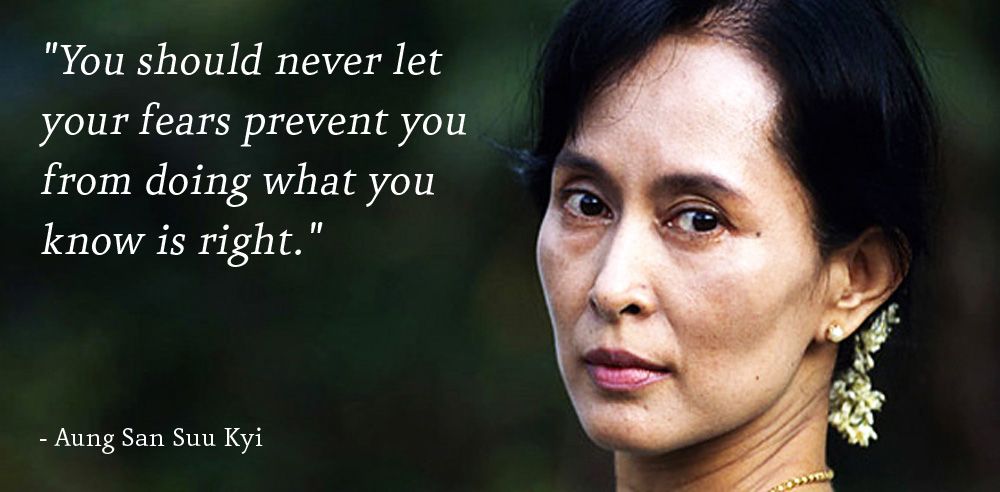 "You should never let
your fears prevent you
from doing what you
know is right."
- Aung San Suu Kyi